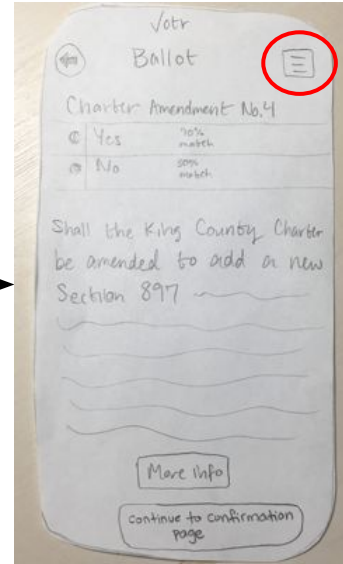 Votr
Ballot
Charter Amendment No.4
Yes 70% match
No 50% match
Shall the King County Charter
be amended to add a new
Section 897
More info
continue to confirmation
page